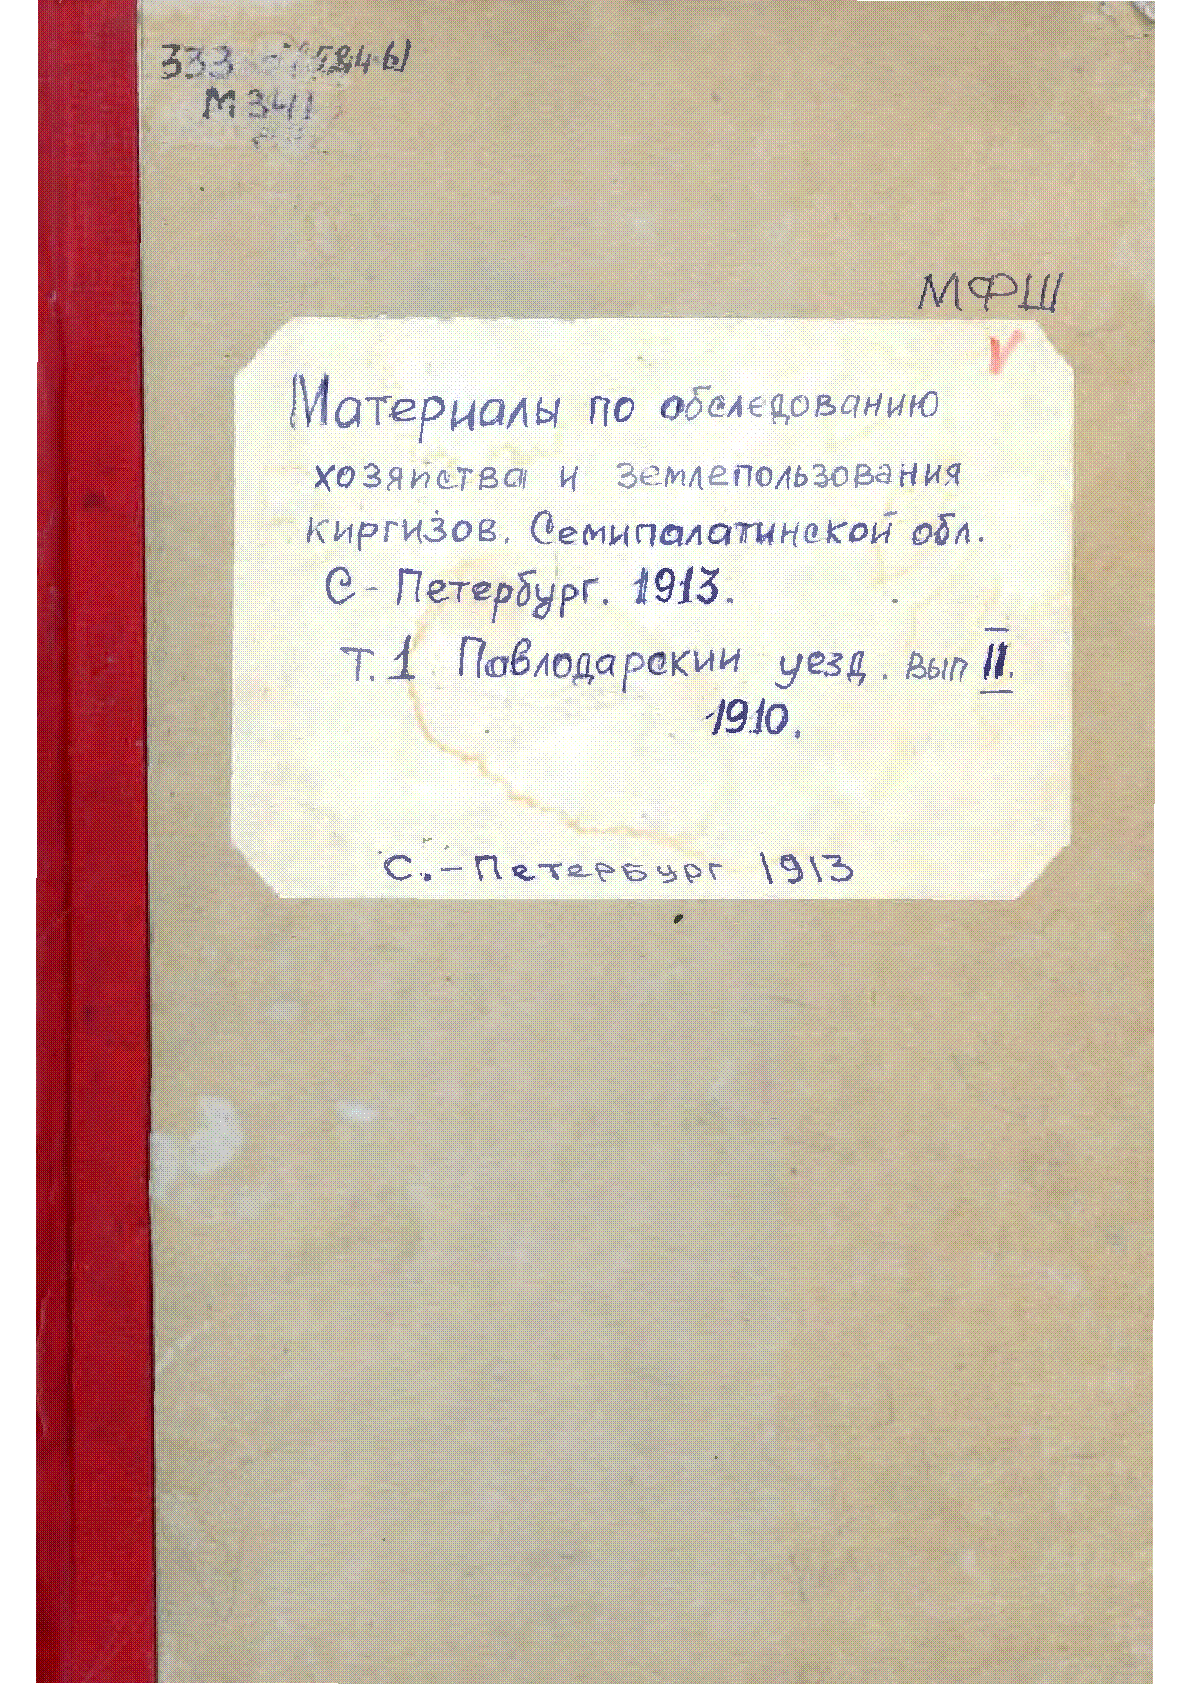 333
М341
МФШ
V
Материалы по обследованию
хозяйства и землепользования
киргизов. Семипалатинской обл.
С-Петербург. 1913.
Т.1 Павлодарский уезд. Вып II.
1910.
С.-Петербург 1913